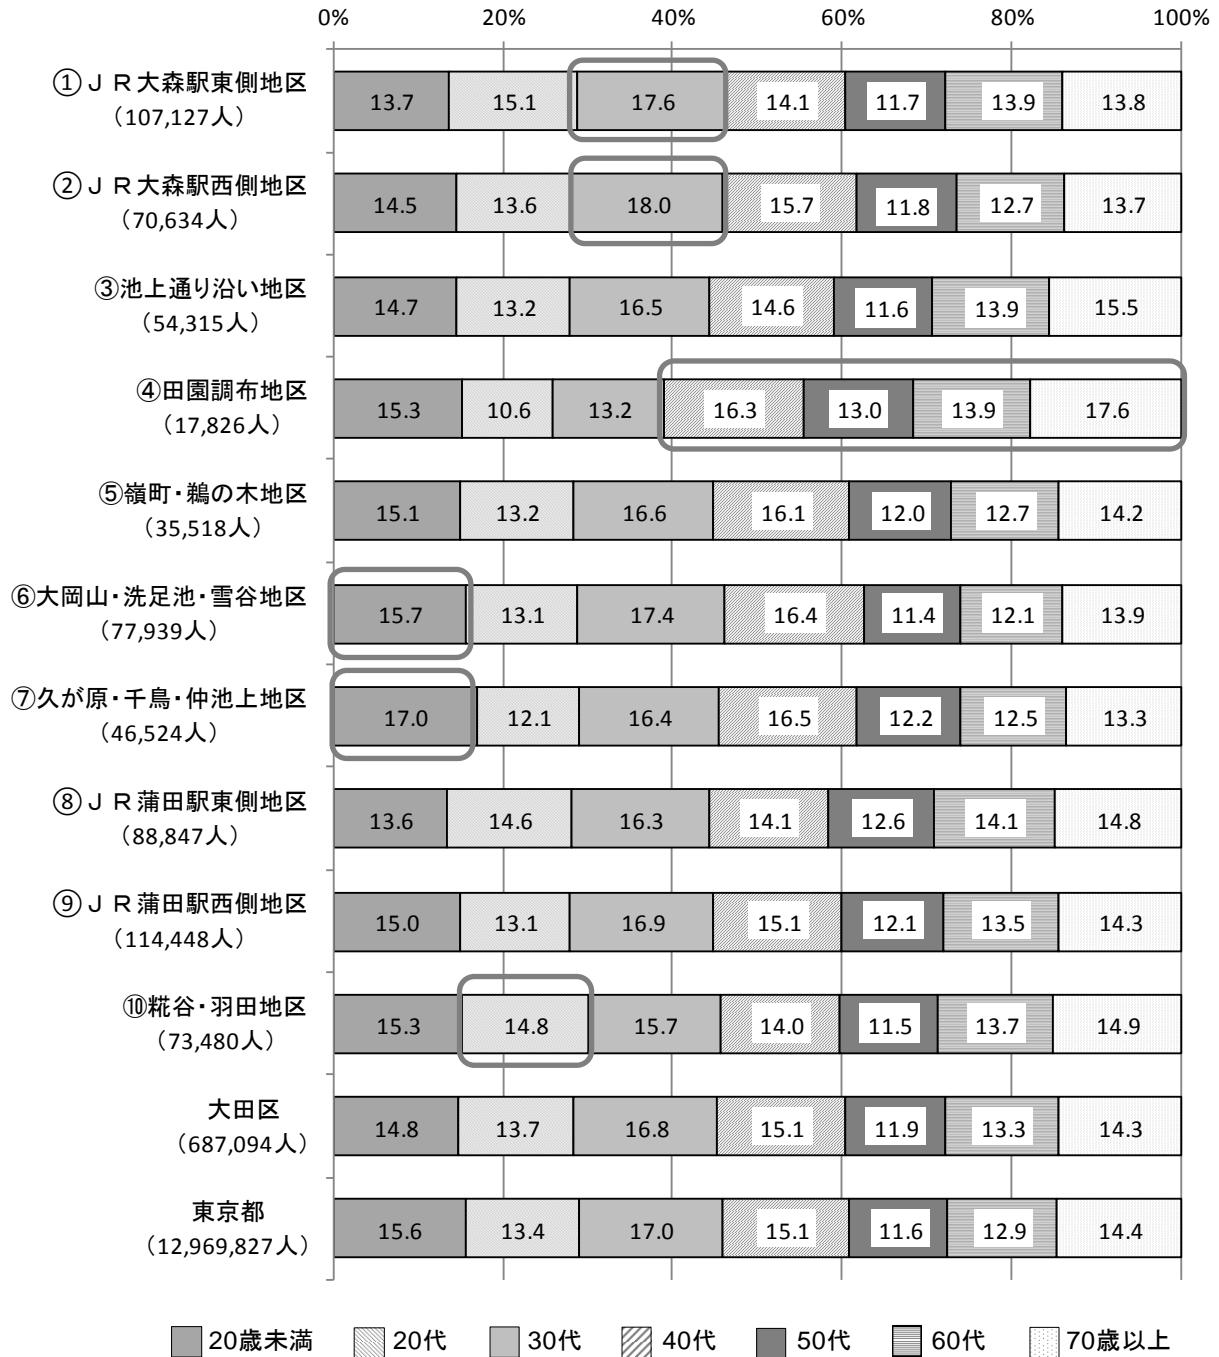 0% 20% 40% 60% 80% 100%
①ＪＲ大森駅東側地区
（107,127人）
13.7 15.1 17.6 14.1 11.7 13.9 13.8
②ＪＲ大森駅西側地区
（70,634人）
14.5 13.6 18.0 15.7 11.8 12.7 13.7
③池上通り沿い地区
（54,315人）
14.7 13.2 16.5 14.6 11.6 13.9 15.5
④田園調布地区
（17,826人）
15.3 10.6 13.2 16.3 13.0 13.9 17.6
⑤嶺町・鵜の木地区
（35,518人）
15.1 13.2 16.6 16.1 12.0 12.7 14.2
⑥大岡山・洗足池・雪谷地区
（77,939人）
15.7 13.1 17.4 16.4 11.4 12.1 13.9
⑦久が原・千鳥・仲池上地区
（46,524人）
17.0 12.1 16.4 16.5 12.2 12.5 13.3
⑧ＪＲ蒲田駅東側地区
（88,847人）
13.6 14.6 16.3 14.1 12.6 14.1 14.8
⑨ＪＲ蒲田駅西側地区
（114,448人）
15.0 13.1 16.9 15.1 12.1 13.5 14.3
⑩糀谷・羽田地区
（73,480人）
15.3 14.8 15.7 14.0 11.5 13.7 14.9
大田区
（687,094人）
14.8 13.7 16.8 15.1 11.9 13.3 14.3
東京都
（12,969,827人）
15.6 13.4 17.0 15.1 11.6 12.9 14.4
20歳未満 20代 30代 40代 50代 60代 70歳以上